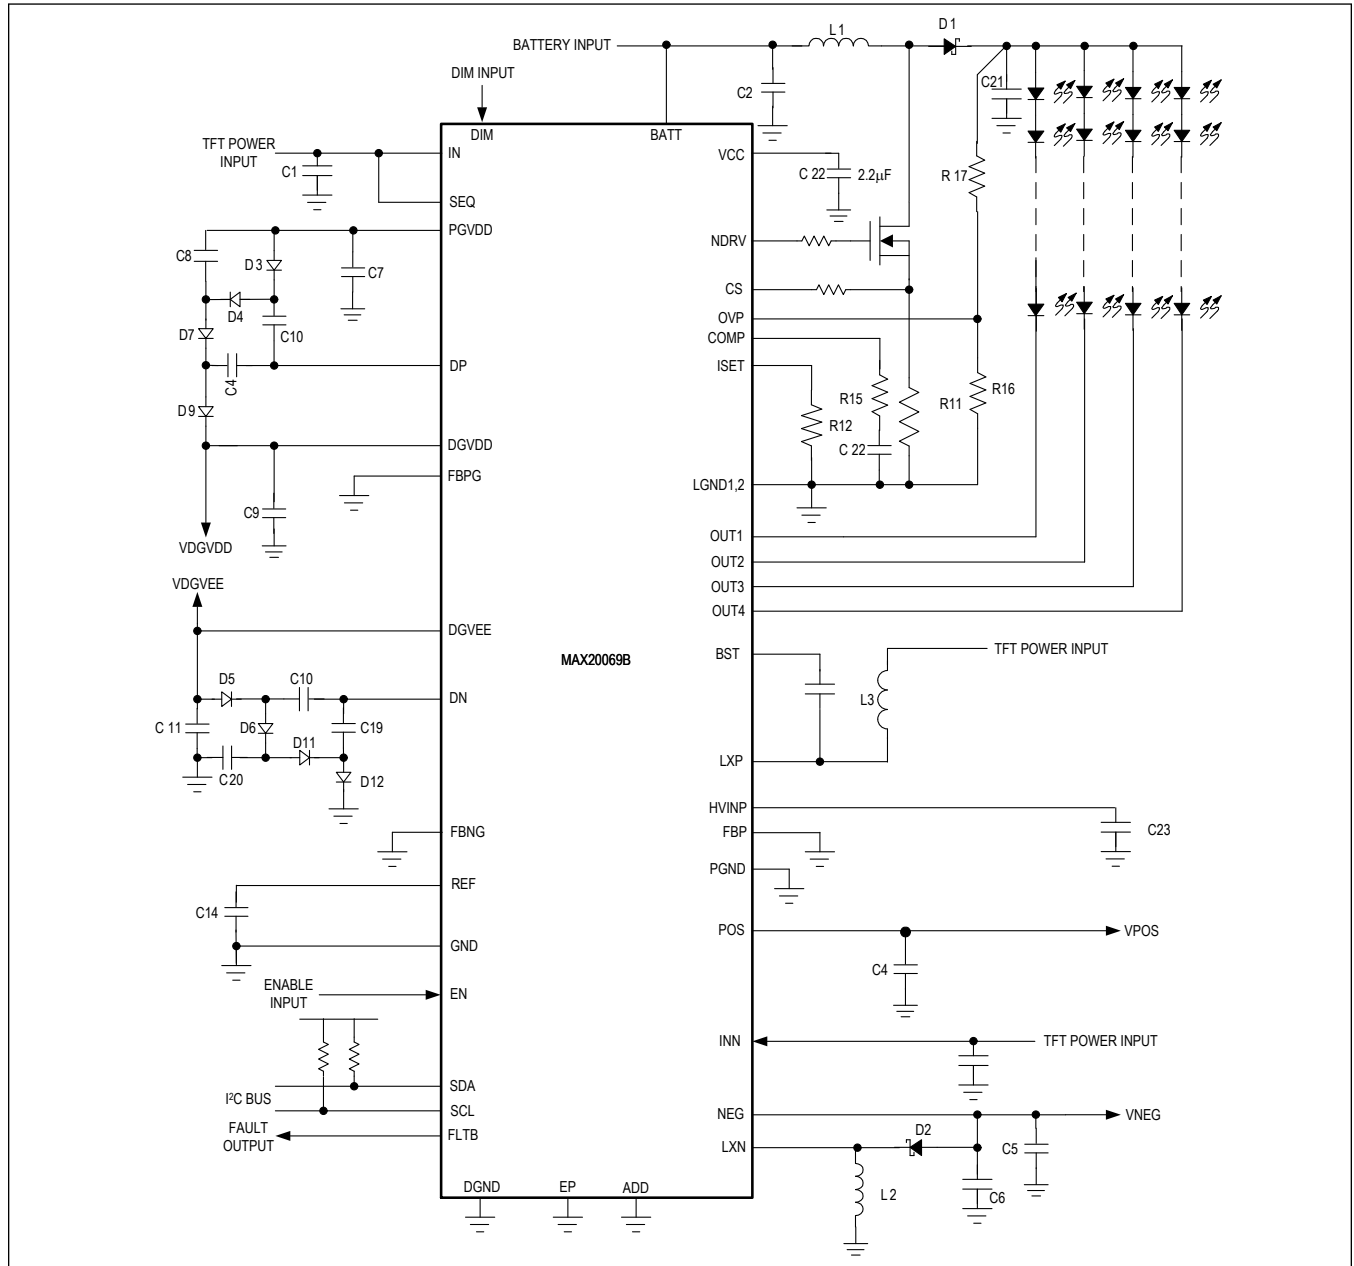 L1
D1
BATTERY INPUT
DIM INPUT
C2
C21
DIM
BATT
TFT POWER
INPUT
IN
C1
VCC
C 22
2.2µF
R 17
SEQ
PGVDD
NDRV
C8
D3
C7
CS
D4
OVP
D7
C10
COMP
DP
ISET
C4
R15
R11
R16
D9
R12
C 22
DGVDD
FBPG
LGND1,2
C9
OUT1
VDGVDD
OUT2
VDGVEE
OUT3
OUT4
DGVEE
BST
TFT POWER INPUT
MAX20069B
D5
C10
DN
L3
C 11
D6
C19
D11
C20
D12
LXP
HVINP
C23
FBNG
FBP
PGND
REF
C14
POS
VPOS
GND
C4
ENABLE
INPUT
EN
INN
TFT POWER INPUT
SDA
I²C BUS
SCL
NEG
VNEG
FAULT
OUTPUT
FLTB
D2
LXN
C5
DGND
EP
ADD
L2
C6